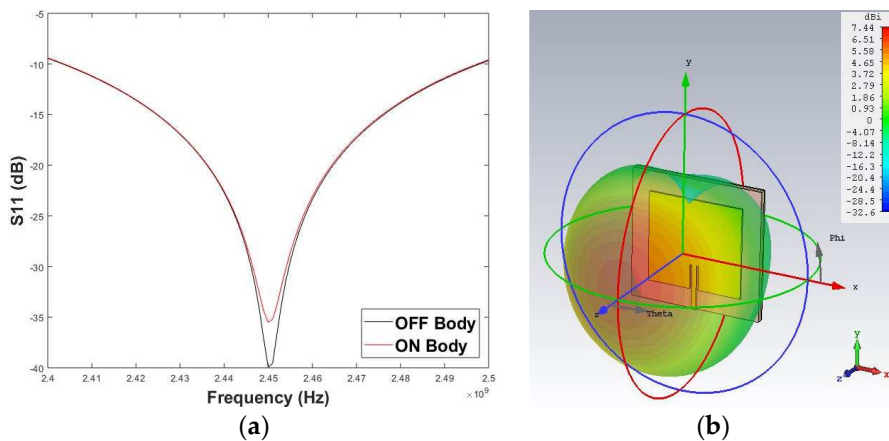 -5
-10
-15
-20
-25
-30
-35
-40
S11 (dB)
OFF Body
ON Body
2.4 2.41 2.42 2.43 2.44 2.45 2.46 2.47 2.48 2.49 2.5
Frequency (Hz)
×10⁹
(a)
dBi
7.44
6.51
5.58
4.65
3.72
2.79
1.86
0.93
0
-4.07
-8.14
-12.2
-16.3
-20.4
-24.4
-28.5
-32.6
y
Phi
x
z
Theta
y
z
x
(b)